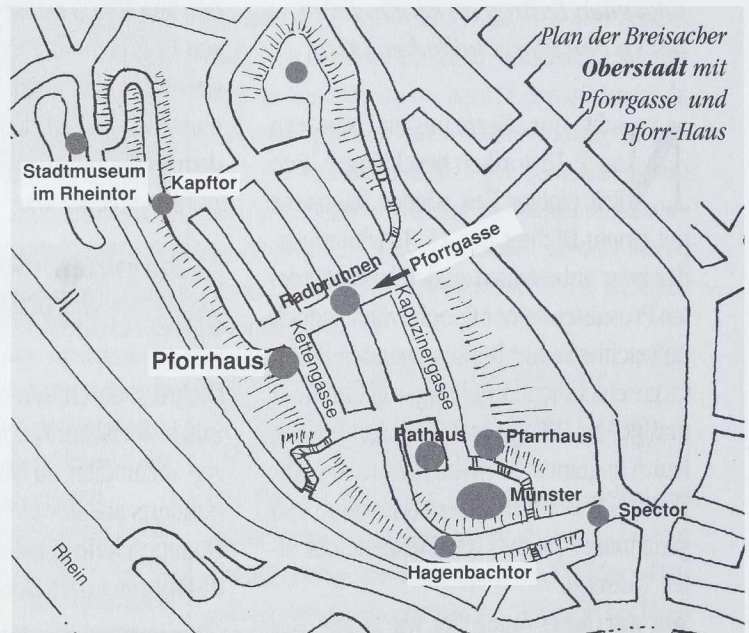 Plan der Breisacher
Oberstadt mit
Pforrgasse und
Pforr-Haus
Stadtmuseum
im Rheintor
Kapftor
Radbrunnen
Pforrgasse
Kettengasse
Kapuzinergasse
Pforrhaus
Rathaus
Pfarrhaus
Münster
Spector
Hagenbachtor
Rhein